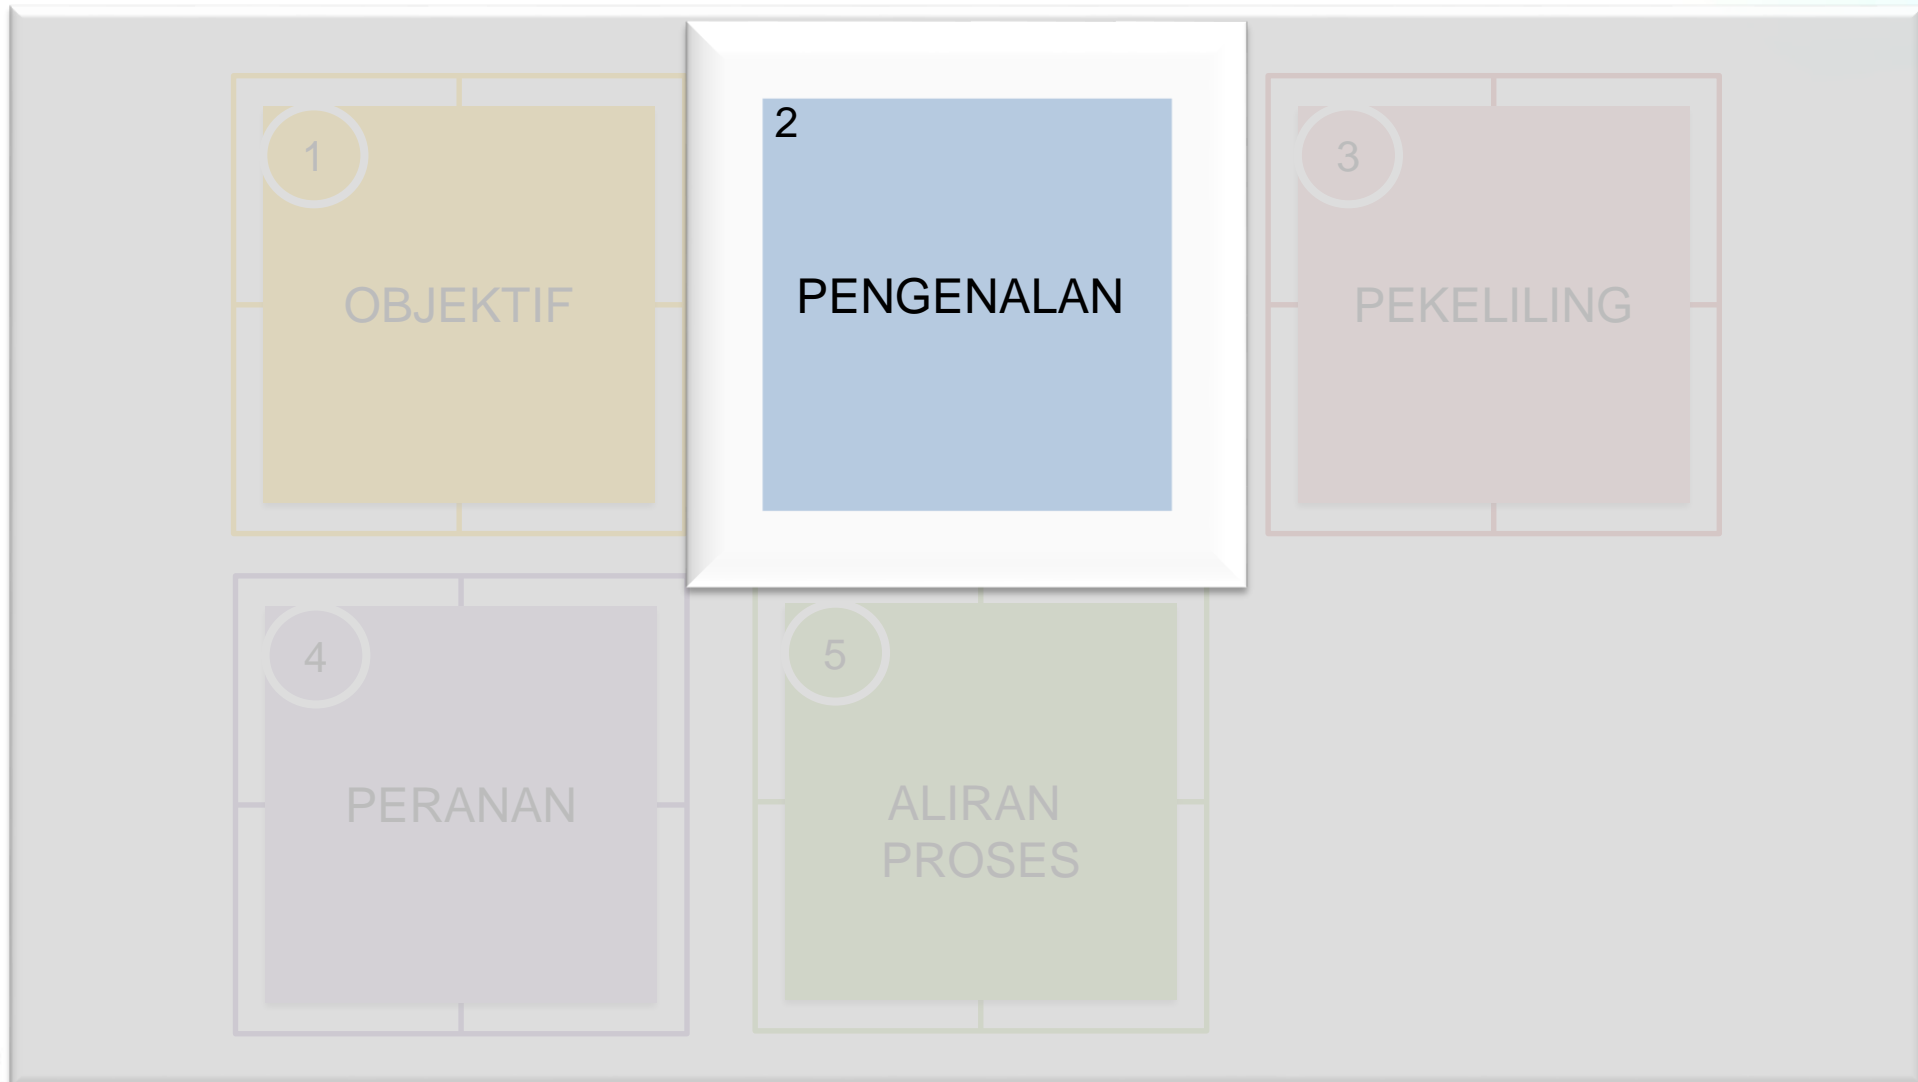 1
OBJEKTIF
2
PENGENALAN
3
PEKELILING
4
PERANAN
5
ALIRAN
PROSES